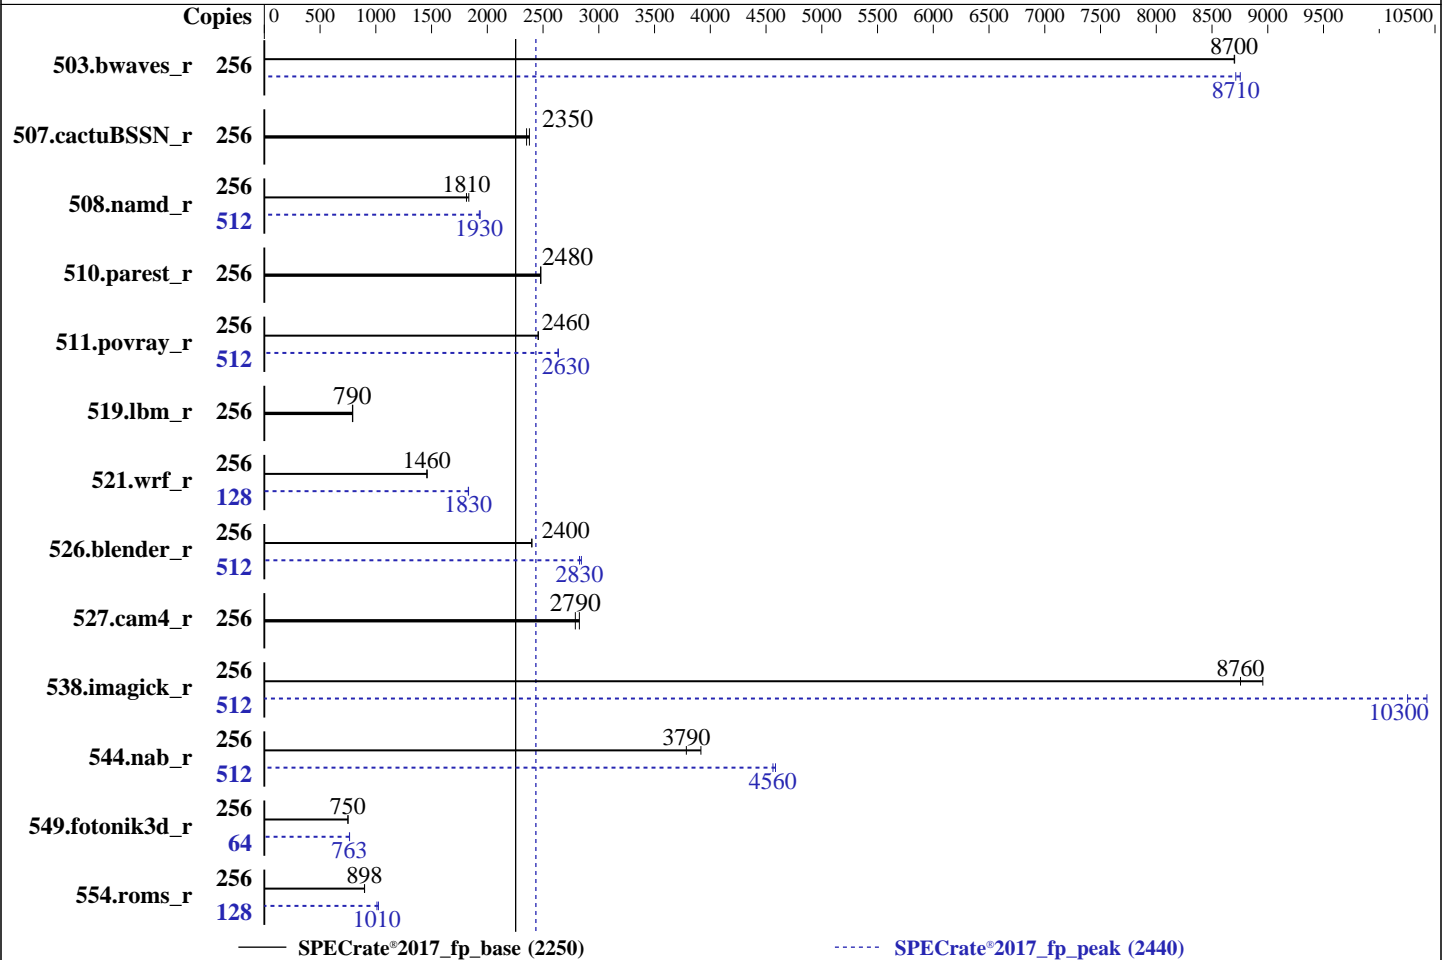 Copies 0 500 1000 1500 2000 2500 3000 3500 4000 4500 5000 5500 6000 6500 7000 7500 8000 8500 9000 9500 10500
503.bwaves_r 256 8700
8710
507.cactuBSSN_r 256 2350
508.namd_r 256 1810
512 1930
510.parest_r 256 2480
511.povray_r 256 2460
512 2630
519.lbm_r 256 790
521.wrf_r 256 1460
128 1830
526.blender_r 256 2400
512 2830
527.cam4_r 256 2790
538.imagick_r 256 8760
512 10300
544.nab_r 256 3790
512 4560
549.fotonik3d_r 256 750
64 763
554.roms_r 256 898
128 1010
SPECrate®2017_fp_base (2250) SPECrate®2017_fp_peak (2440)